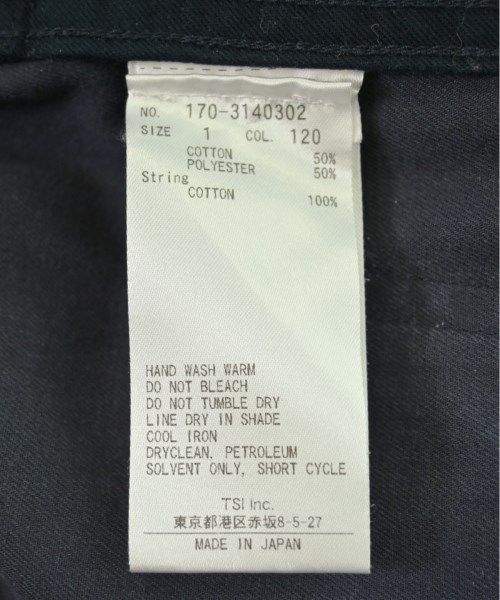 NO. 170-3140302
SIZE 1 COL. 120
COTTON 50%
POLYESTER 50%
String
COTTON 100%
HAND WASH WARM
DO NOT BLEACH
DO NOT TUMBLE DRY
LINE DRY IN SHADE
COOL IRON
DRYCLEAN, PETROLEUM
SOLVENT ONLY, SHORT CYCLE
TSI Inc.
東京都港区赤坂8-5-27
MADE IN JAPAN